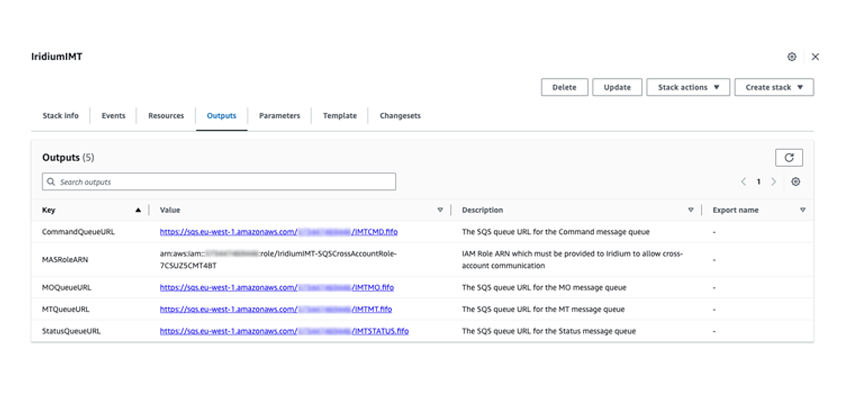 IridiumIMT
Delete Update Stack actions Create stack
Stack info Events Resources Outputs Parameters Template Changesets
Outputs (5)
Search outputs
1
Key Value Description Export name
CommandQueueURL https://sqs.eu-west-1.amazonaws.com/ /IMTCMD.fifo The SQS queue URL for the Command message queue -
MASRoleARN arn:aws:iam:: :role/IridiumIMT-SQSCrossAccountRole- IAM Role ARN which must be provided to Iridium to allow cross- -
7CSUZ5CMT4BT account communication
MOQueueURL https://sqs.eu-west-1.amazonaws.com/ /IMTMO.fifo The SQS queue URL for the MO message queue -
MTQueueURL https://sqs.eu-west-1.amazonaws.com/ /IMTMT.fifo The SQS queue URL for the MT message queue -
StatusQueueURL https://sqs.eu-west-1.amazonaws.com/ /IMTSTATUS.fifo The SQS queue URL for the Status message queue -